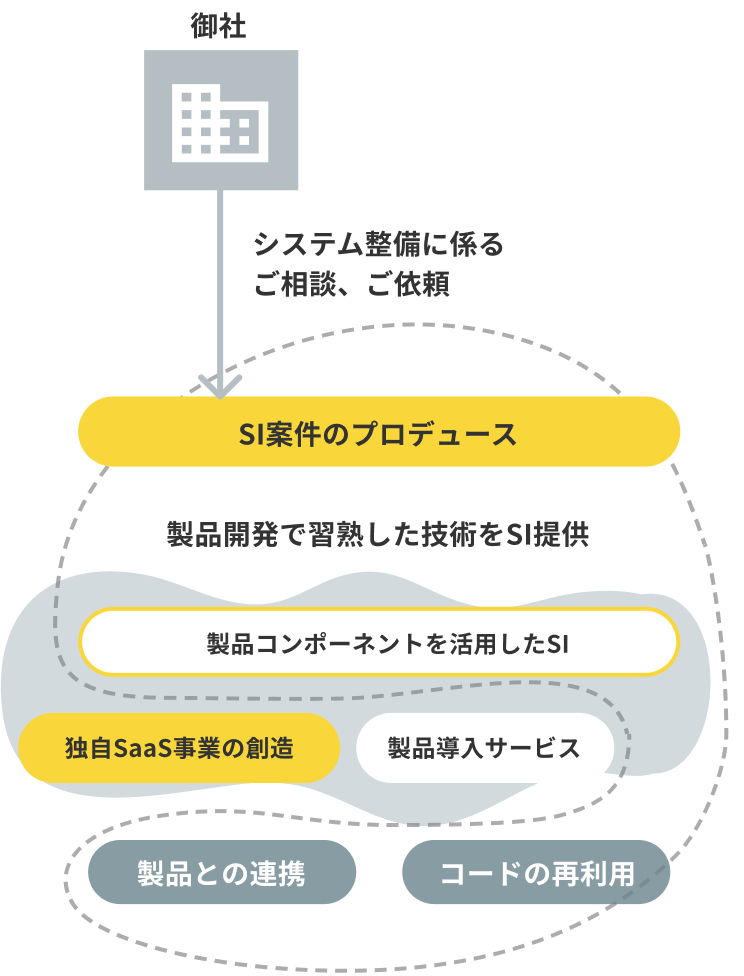 御社
システム整備に係る
ご相談、ご依頼
SI案件のプロデュース
製品開発で習熟した技術をSI提供
製品コンポーネントを活用したSI
独自SaaS事業の創造
製品導入サービス
製品との連携
コードの再利用